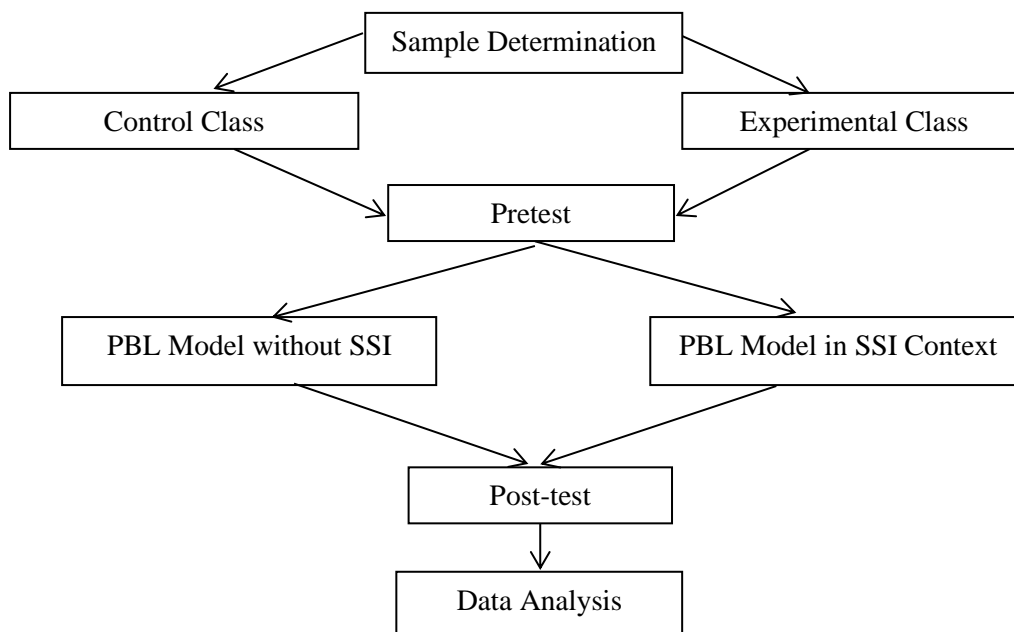 Sample Determination
Control Class
Experimental Class
Pretest
PBL Model without SSI
PBL Model in SSI Context
Post-test
Data Analysis